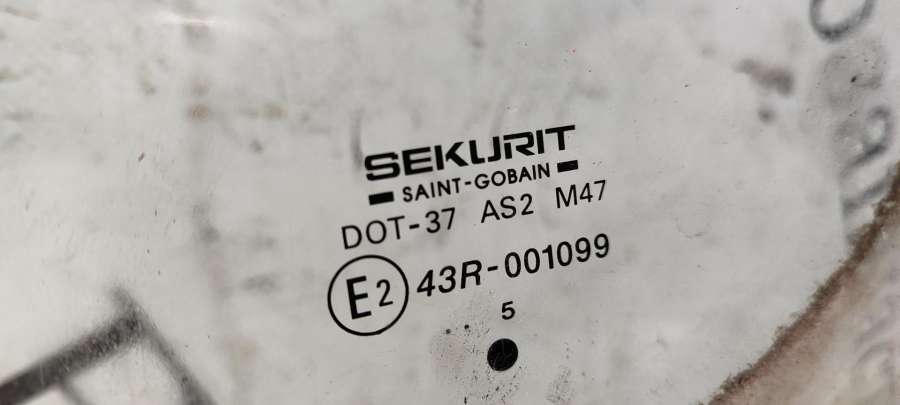 SEKURIT
SAINT-GOBAIN
DOT-37 AS2 M47
E2 43R-001099
5